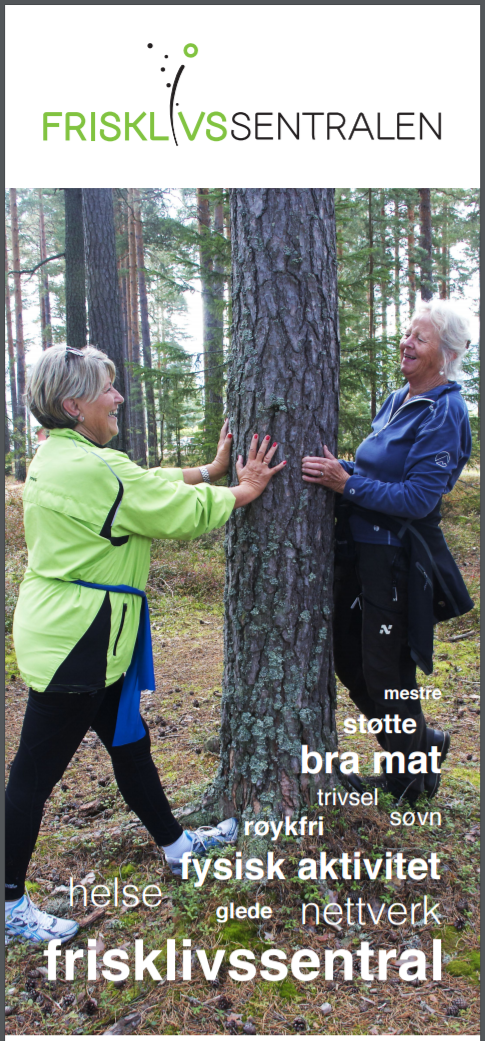 FRISKLIVSSENTRALEN
mestre
støtte
bra mat
trivsel
søvn
røykfri
fysisk aktivitet
helse
glede nettverk
frisklivssentral